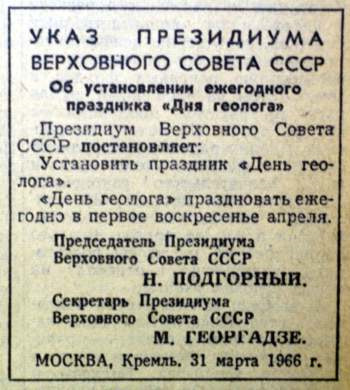 УКАЗ ПРЕЗИДИУМА
ВЕРХОВНОГО СОВЕТА СССР
Об установлении ежегодного
праздника «Дня геолога»
Президиум Верховного Совета
СССР постановляет:
Установить праздник «День гео-
лога».
«День геолога» праздновать еже-
годно в первое воскресенье апреля.
Председатель Президиума
Верховного Совета СССР
Н. ПОДГОРНЫЙ.
Секретарь Президиума
Верховного Совета СССР
М. ГЕОРГАДЗЕ.
МОСКВА, Кремль. 31 марта 1966 г.